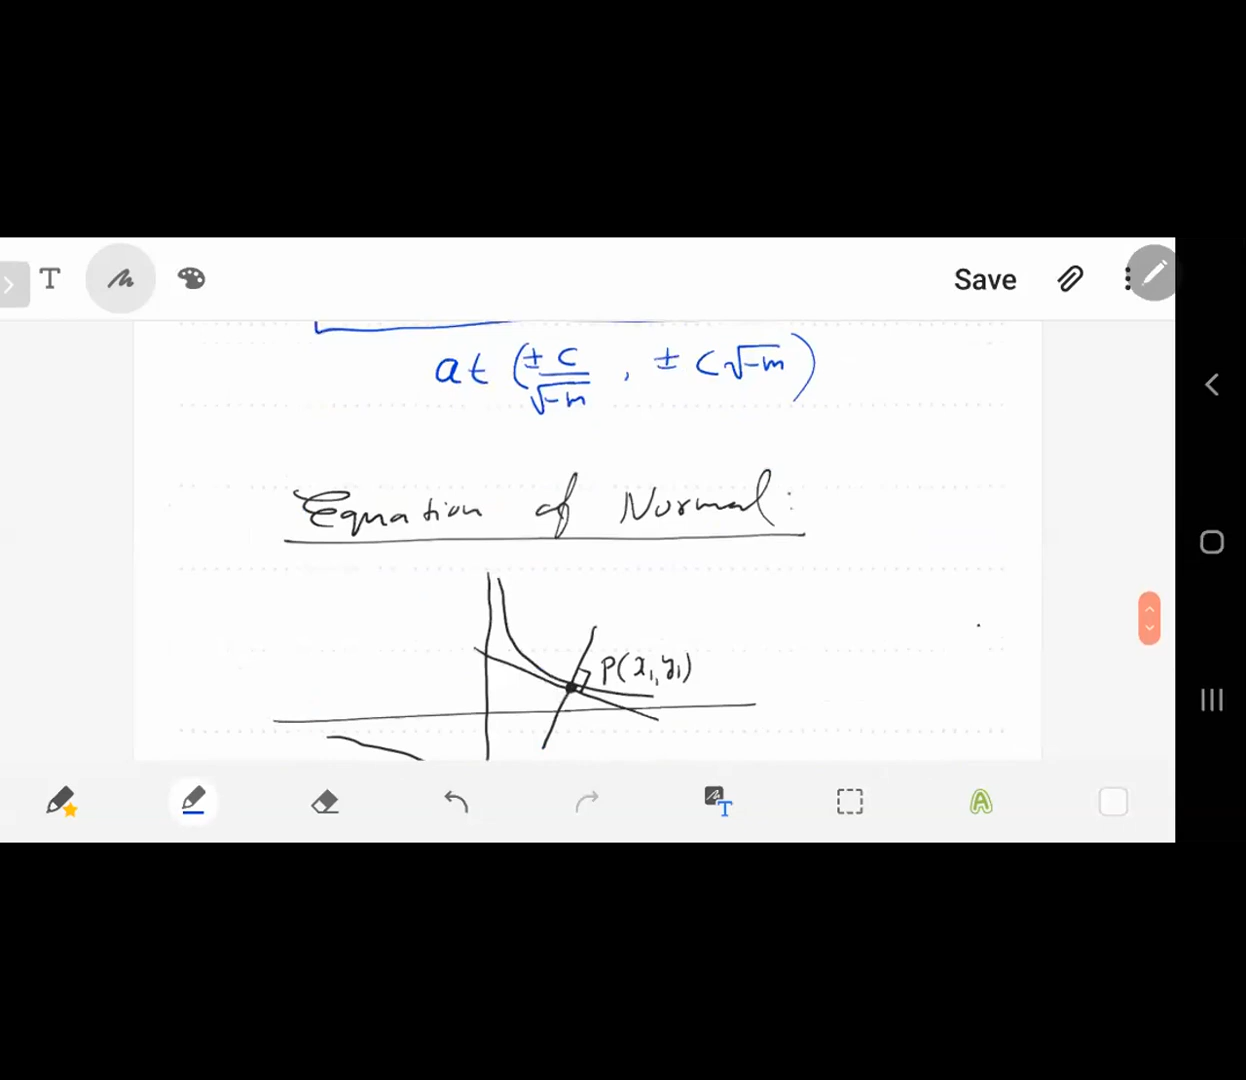 T
Save
at (± c/√-m , ± c√-m)
Equation of Normal:
P(x₁, y₁)
T
A